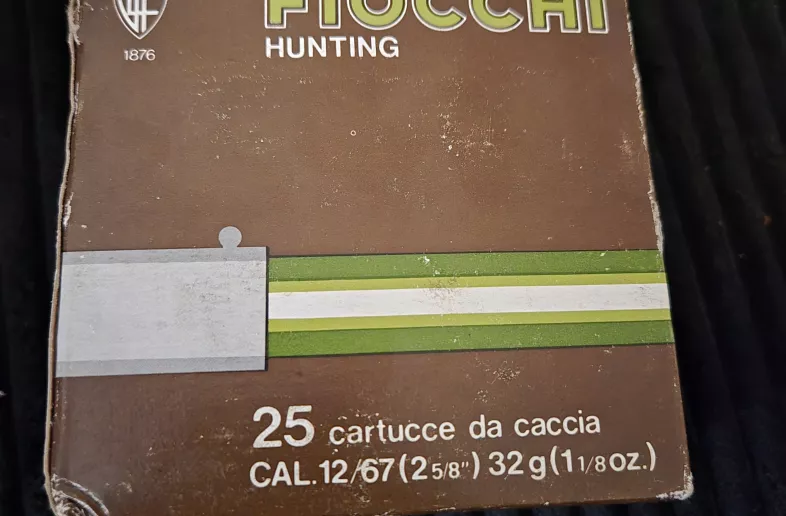 FIOCCHI
1876
HUNTING
25 cartucce da caccia
CAL. 12/67 (2 5/8") 32 g (1 1/8 oz.)